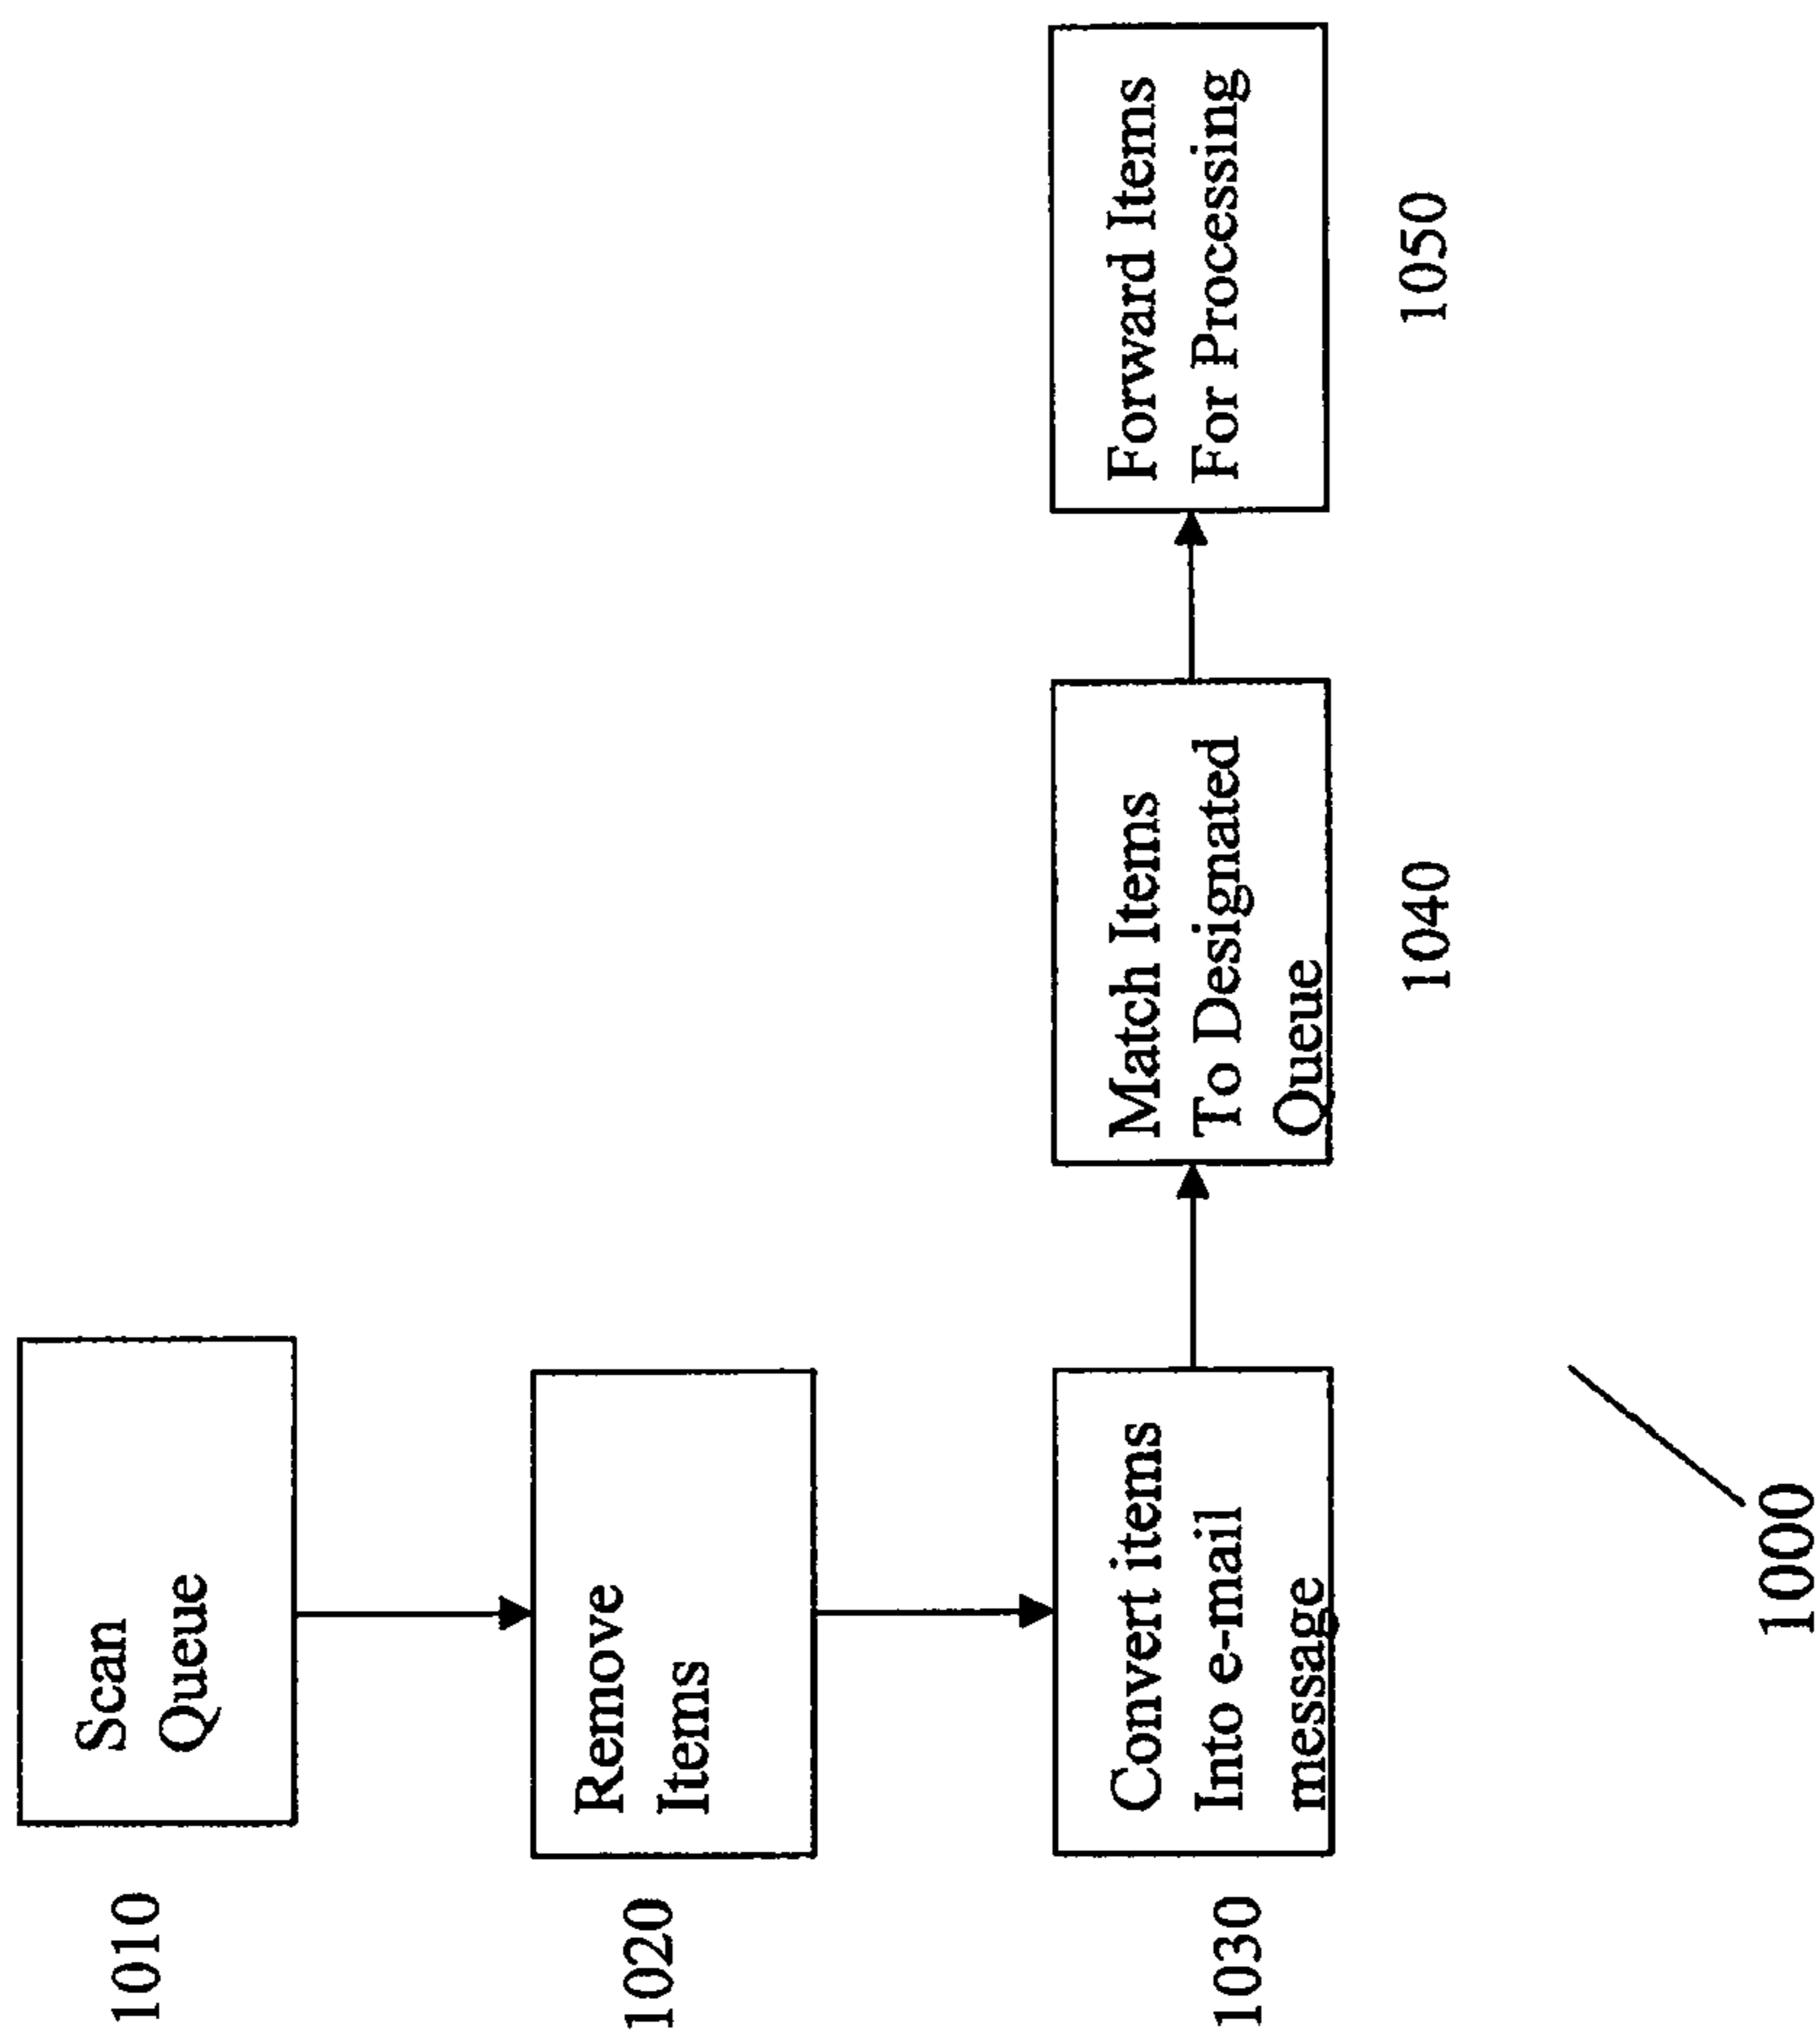 1010
Scan
Queue
1020
Remove
Items
1030
Convert items
Into e-mail
message
Match Items
To Designated
Queue
1040
Forward Items
For Processing
1050
1000